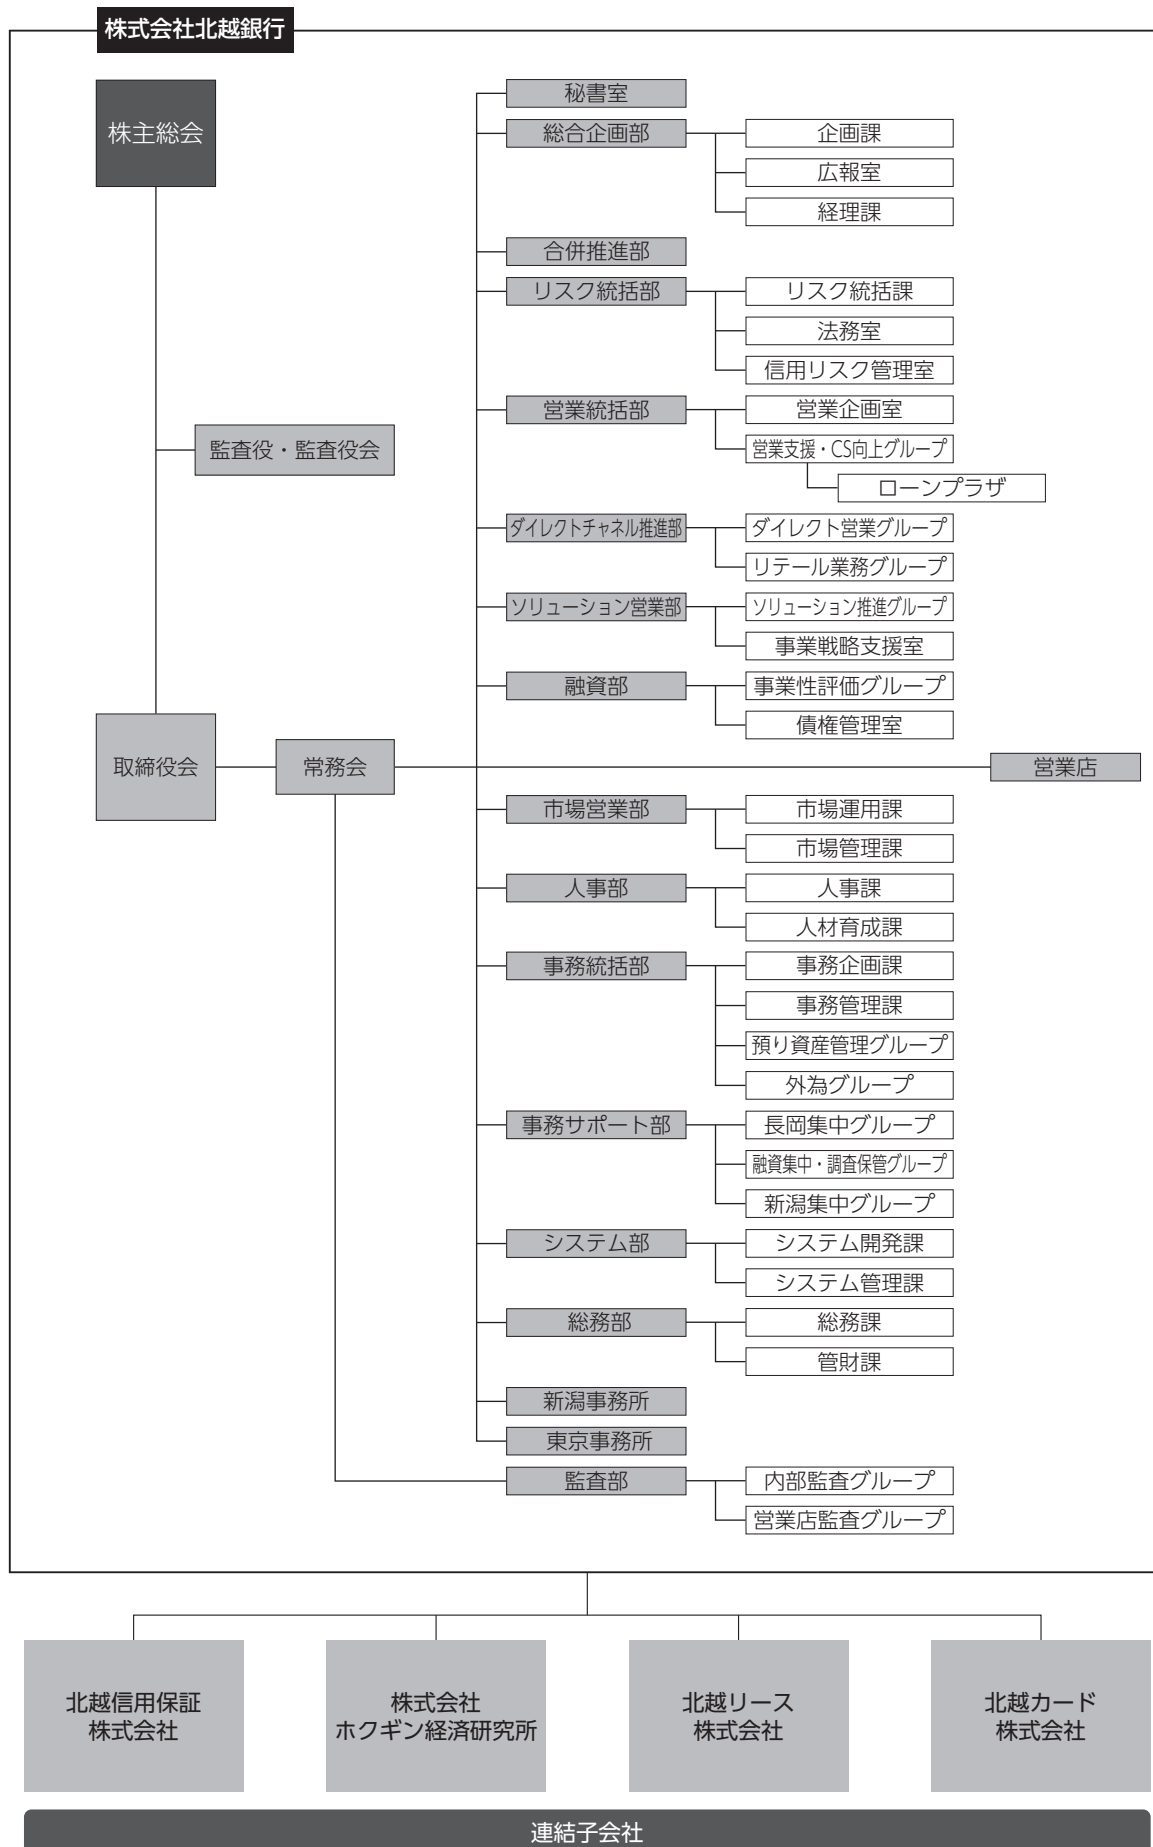 株式会社北越銀行
株主総会
監査役・監査役会
取締役会
常務会
秘書室
総合企画部
企画課
広報室
経理課
合併推進部
リスク統括部
リスク統括課
法務室
信用リスク管理室
営業統括部
営業企画室
営業支援・CS向上グループ
ローンプラザ
ダイレクトチャネル推進部
ダイレクト営業グループ
リテール業務グループ
ソリューション営業部
ソリューション推進グループ
事業戦略支援室
融資部
事業性評価グループ
債権管理室
営業店
市場営業部
市場運用課
市場管理課
人事部
人事課
人材育成課
事務統括部
事務企画課
事務管理課
預り資産管理グループ
外為グループ
事務サポート部
長岡集中グループ
融資集中・調査保管グループ
新潟集中グループ
システム部
システム開発課
システム管理課
総務部
総務課
管財課
新潟事務所
東京事務所
監査部
内部監査グループ
営業店監査グループ
北越信用保証
株式会社
株式会社
ホクギン経済研究所
北越リース
株式会社
北越カード
株式会社
連結子会社